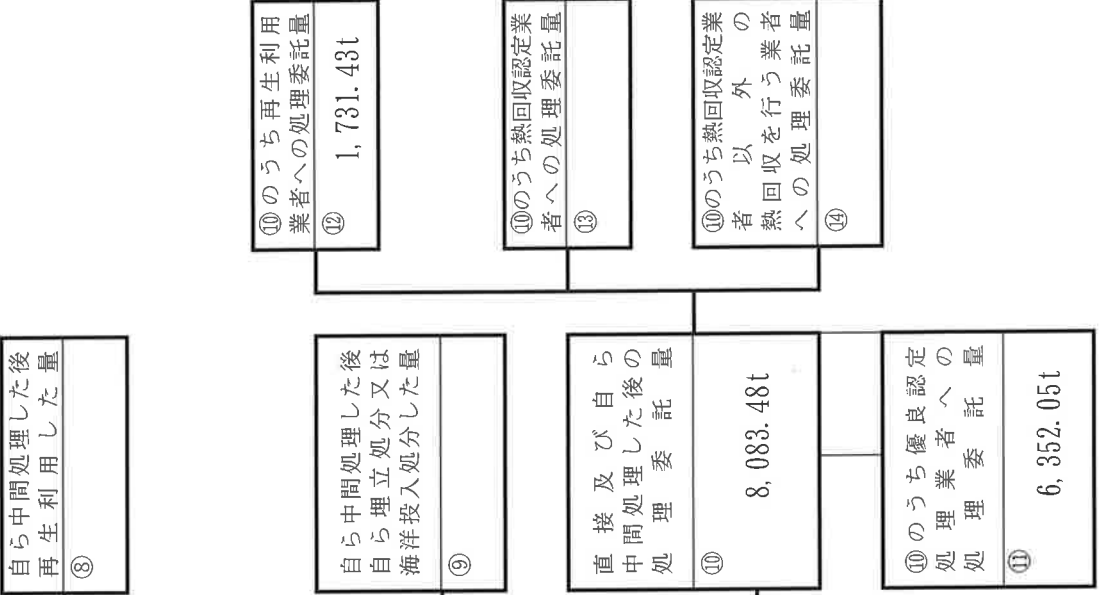 自ら中間処理した後
再生利用した量
⑧
自ら中間処理した後
自ら埋立処分又は
海洋投入処分した量
⑨
直接及び自ら
中間処理した後の
処理委託量
⑩
8,083.48t
⑩のうち優良認定
処理業者への
処理委託量
⑪
6,352.05t
⑩のうち再生利用
業者への処理委託量
⑫
1,731.43t
⑩のうち熱回収認定業
者への処理委託量
⑬
⑩のうち熱回収認定業
者以外の
熱回収を行う業者
への処理委託量
⑭